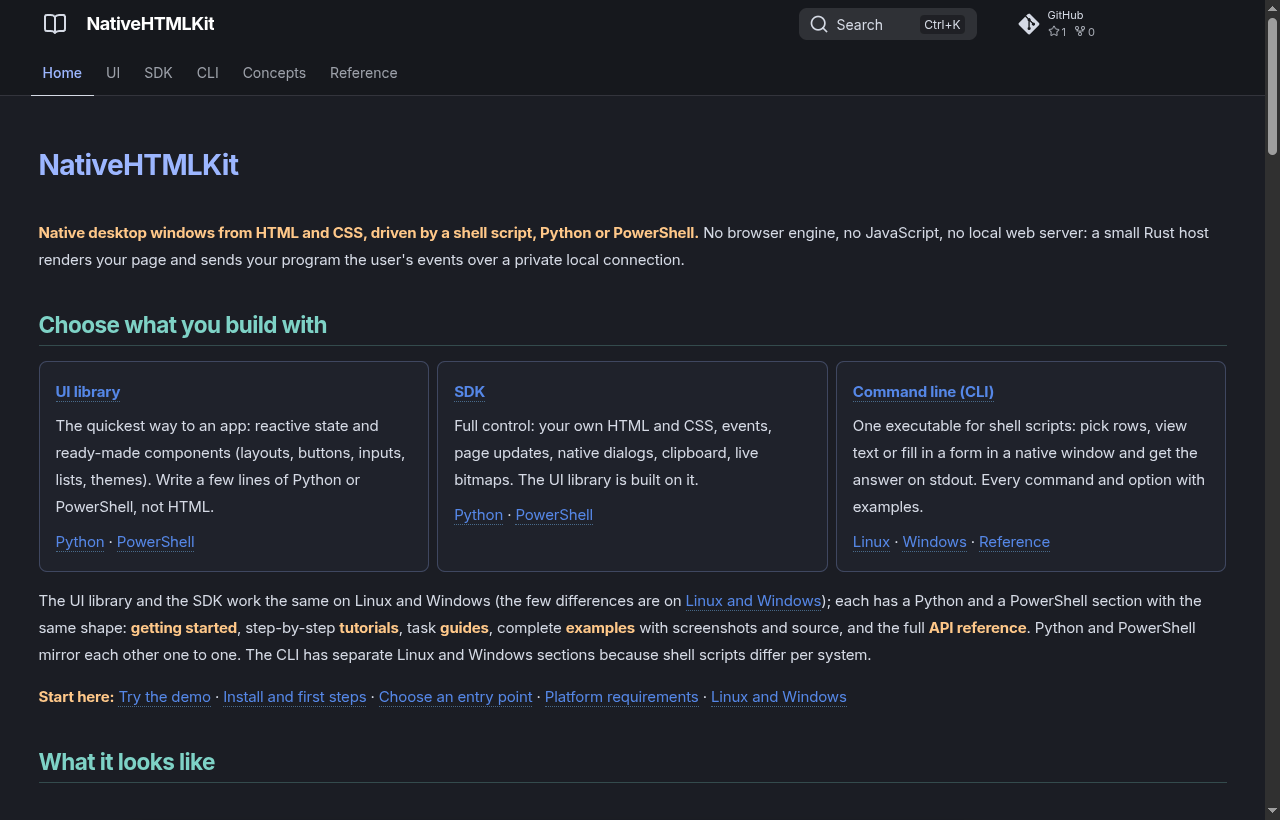 NativeHTMLKit
Search
Ctrl+K
GitHub
1
0
Home
UI
SDK
CLI
Concepts
Reference
NativeHTMLKit
Native desktop windows from HTML and CSS, driven by a shell script, Python or PowerShell. No browser engine, no JavaScript, no local web server: a small Rust host
renders your page and sends your program the user's events over a private local connection.
Choose what you build with
UI library
The quickest way to an app: reactive state and
ready-made components (layouts, buttons, inputs,
lists, themes). Write a few lines of Python or
PowerShell, not HTML.
Python · PowerShell
SDK
Full control: your own HTML and CSS, events,
page updates, native dialogs, clipboard, live
bitmaps. The UI library is built on it.
Python · PowerShell
Command line (CLI)
One executable for shell scripts: pick rows, view
text or fill in a form in a native window and get the
answer on stdout. Every command and option with
examples.
Linux · Windows · Reference
The UI library and the SDK work the same on Linux and Windows (the few differences are on Linux and Windows); each has a Python and a PowerShell section with the
same shape: getting started, step-by-step tutorials, task guides, complete examples with screenshots and source, and the full API reference. Python and PowerShell
mirror each other one to one. The CLI has separate Linux and Windows sections because shell scripts differ per system.
Start here: Try the demo · Install and first steps · Choose an entry point · Platform requirements · Linux and Windows
What it looks like